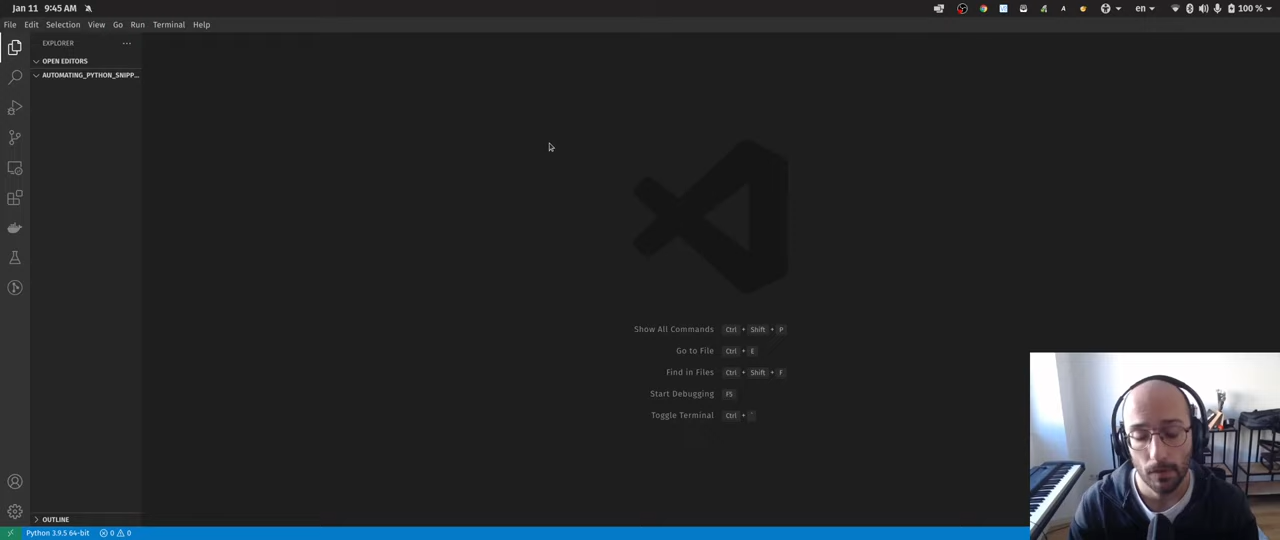 Jan 11 9:45 AM
en
100 %
File Edit Selection View Go Run Terminal Help
EXPLORER
OPEN EDITORS
AUTOMATING_PYTHON_SNIPP...
Show All Commands Ctrl + Shift + P
Go to File Ctrl + E
Find in Files Ctrl + Shift + F
Start Debugging F5
Toggle Terminal Ctrl + `
OUTLINE
Python 3.9.5 64-bit 0 0